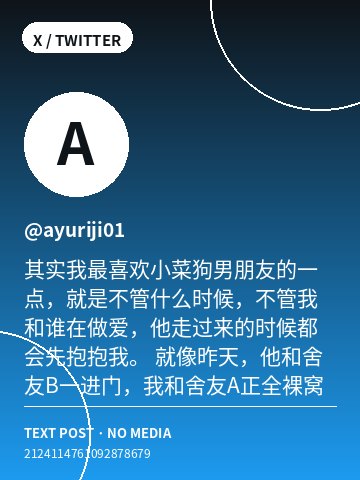 X / TWITTER
A
@ayuriji01
其实我最喜欢小菜狗男朋友的一
点，就是不管什么时候，不管我
和谁在做爱，他走过来的时候都
会先抱抱我。 就像昨天，他和舍
友B一进门，我和舍友A正全裸窝
TEXT POST · NO MEDIA
2124114761092878679